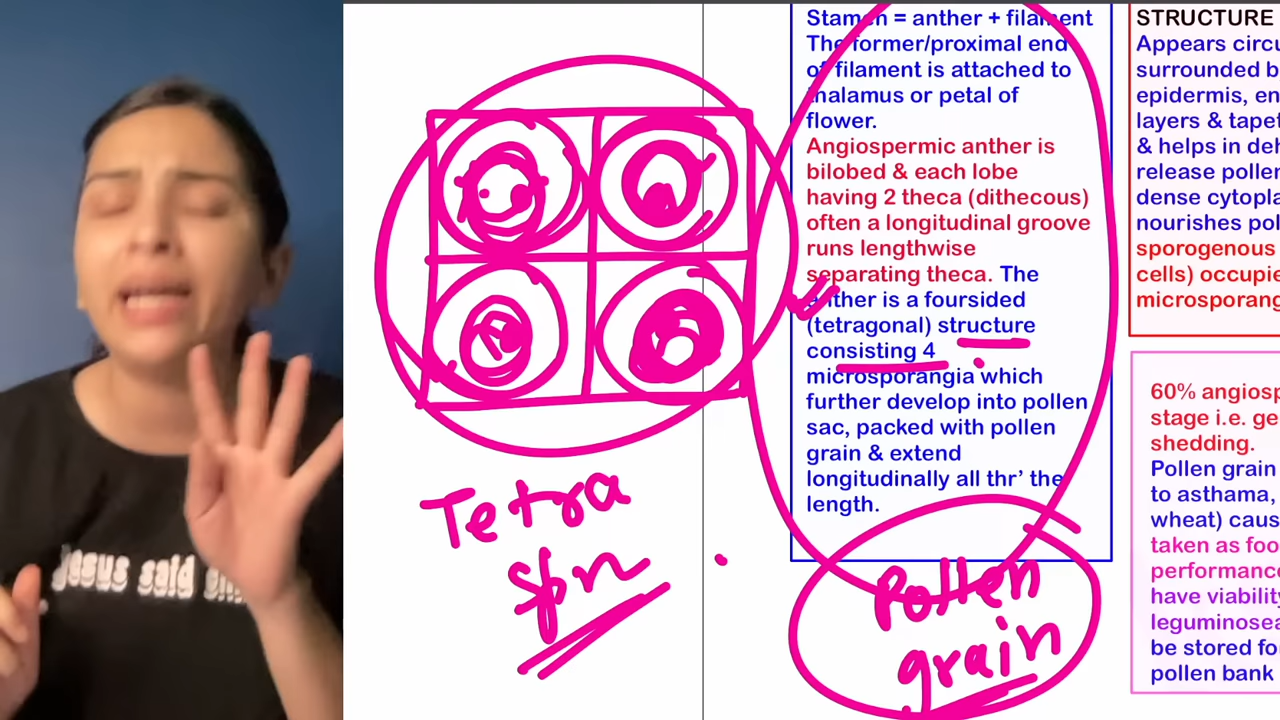 Stamen = anther + filament
The former/proximal end
of filament is attached to
thalamus or petal of
flower.
Angiospermic anther is
bilobed & each lobe
having 2 theca (dithecous)
often a longitudinal groove
runs lengthwise
separating theca. The
anther is a foursided
(tetragonal) structure
consisting 4
microsporangia which
further develop into pollen
sac, packed with pollen
grain & extend
longitudinally all thr' the
length.
STRUCTURE
Appears circu
surrounded b
epidermis, en
layers & tapet
& helps in deh
release pollen
dense cytopla
nourishes pol
sporogenous
cells) occupie
microsporang
60% angiosp
stage i.e. ge
shedding.
Pollen grain
to asthama,
wheat) caus
taken as foo
performance
have viability
leguminosea
be stored fo
pollen bank
Tetra
Spn
Pollen
grain
Jesus said